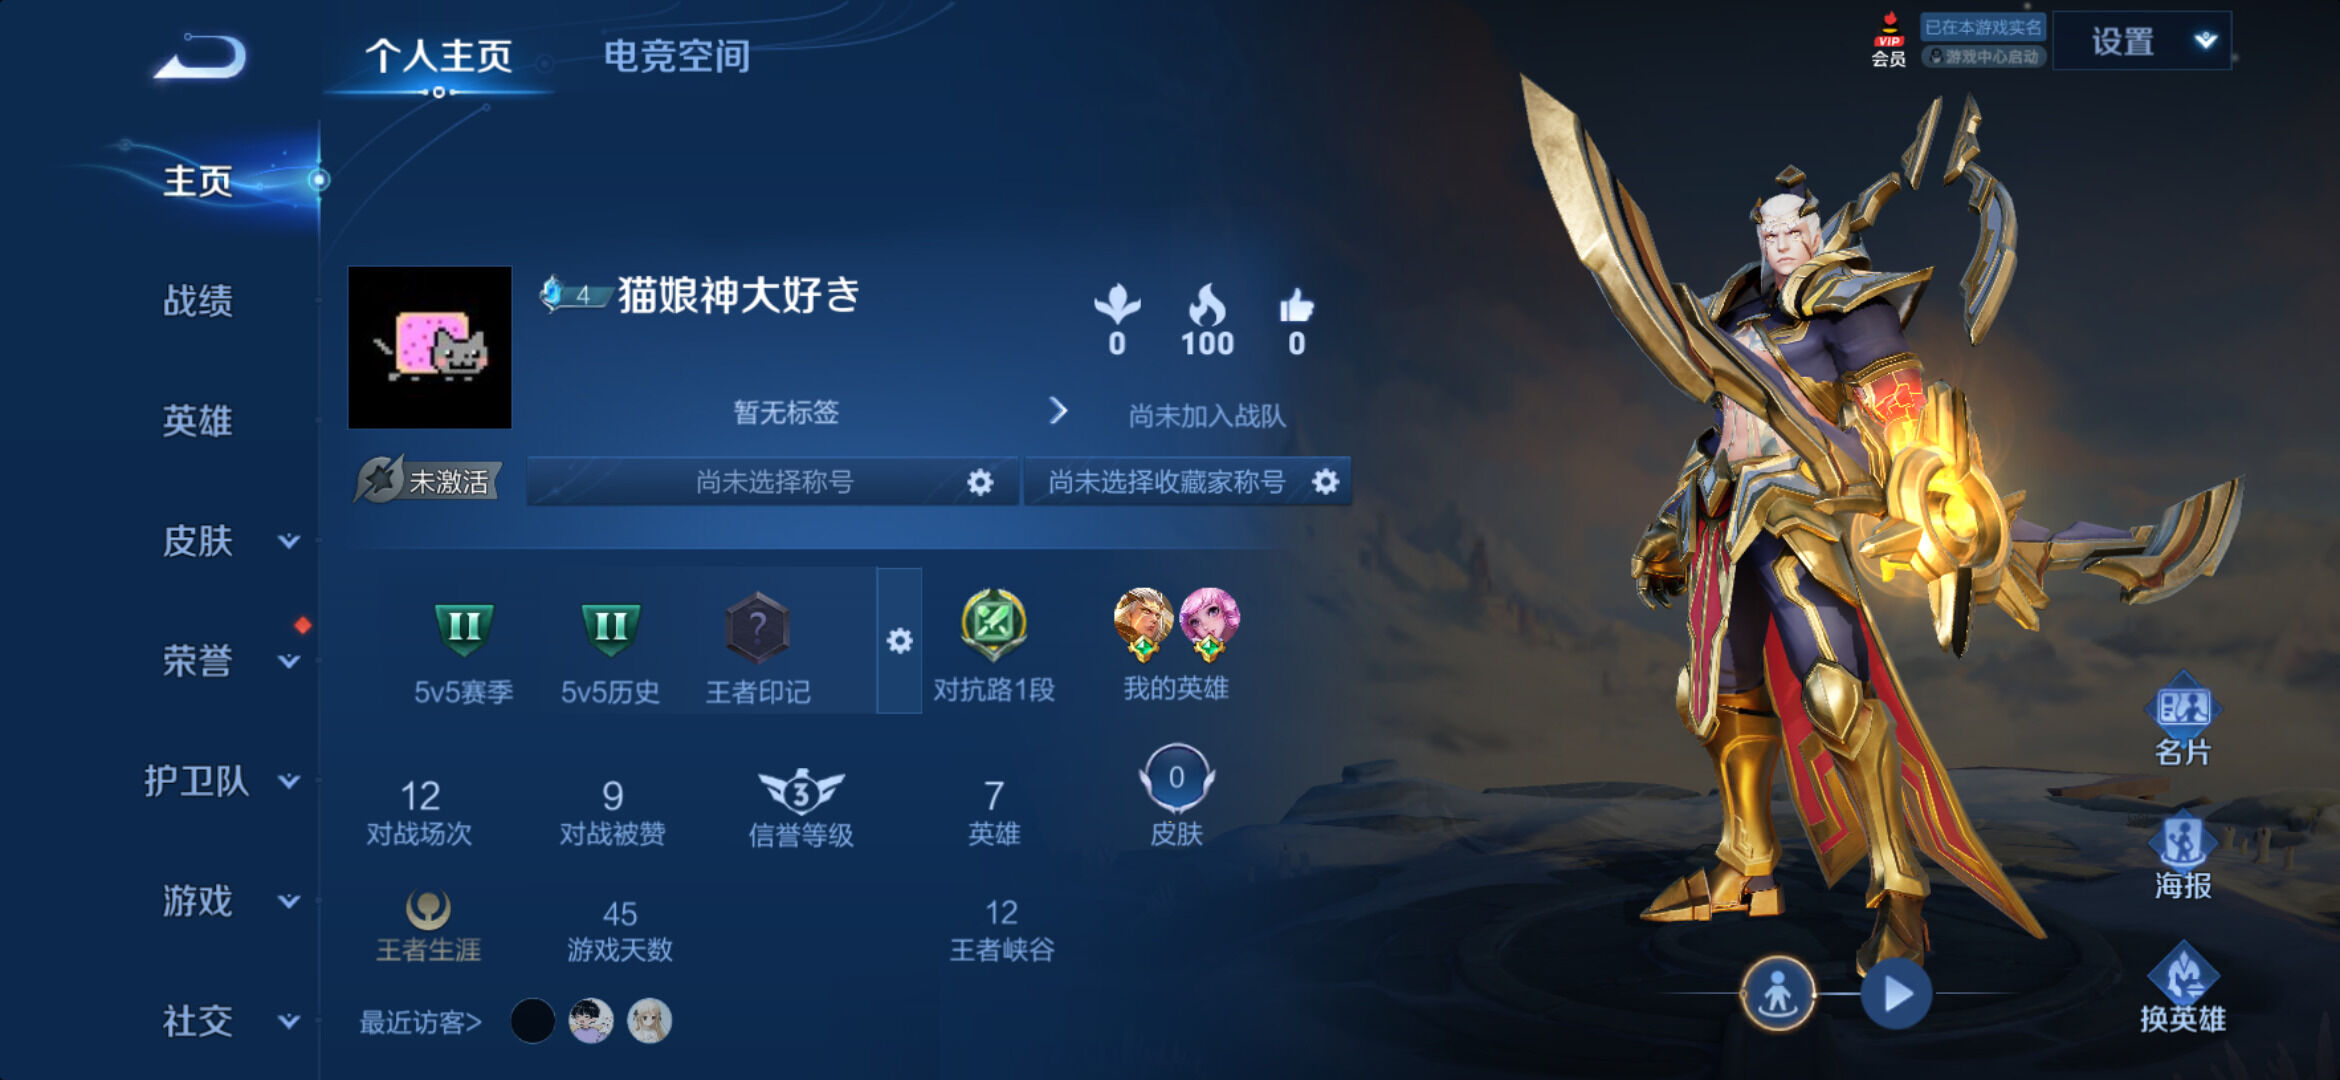 个人主页
电竞空间
VIP
会员
已在本游戏实名
游戏中心启动
设置
主页
战绩
英雄
皮肤
荣誉
护卫队
游戏
社交
4
猫娘神大好き
0
100
0
暂无标签
尚未加入战队
未激活
尚未选择称号
尚未选择收藏家称号
II
5v5赛季
II
5v5历史
?
王者印记
对抗路1段
我的英雄
12
对战场次
9
对战被赞
3
信誉等级
7
英雄
0
皮肤
王者生涯
45
游戏天数
12
王者峡谷
最近访客>
名片
海报
换英雄